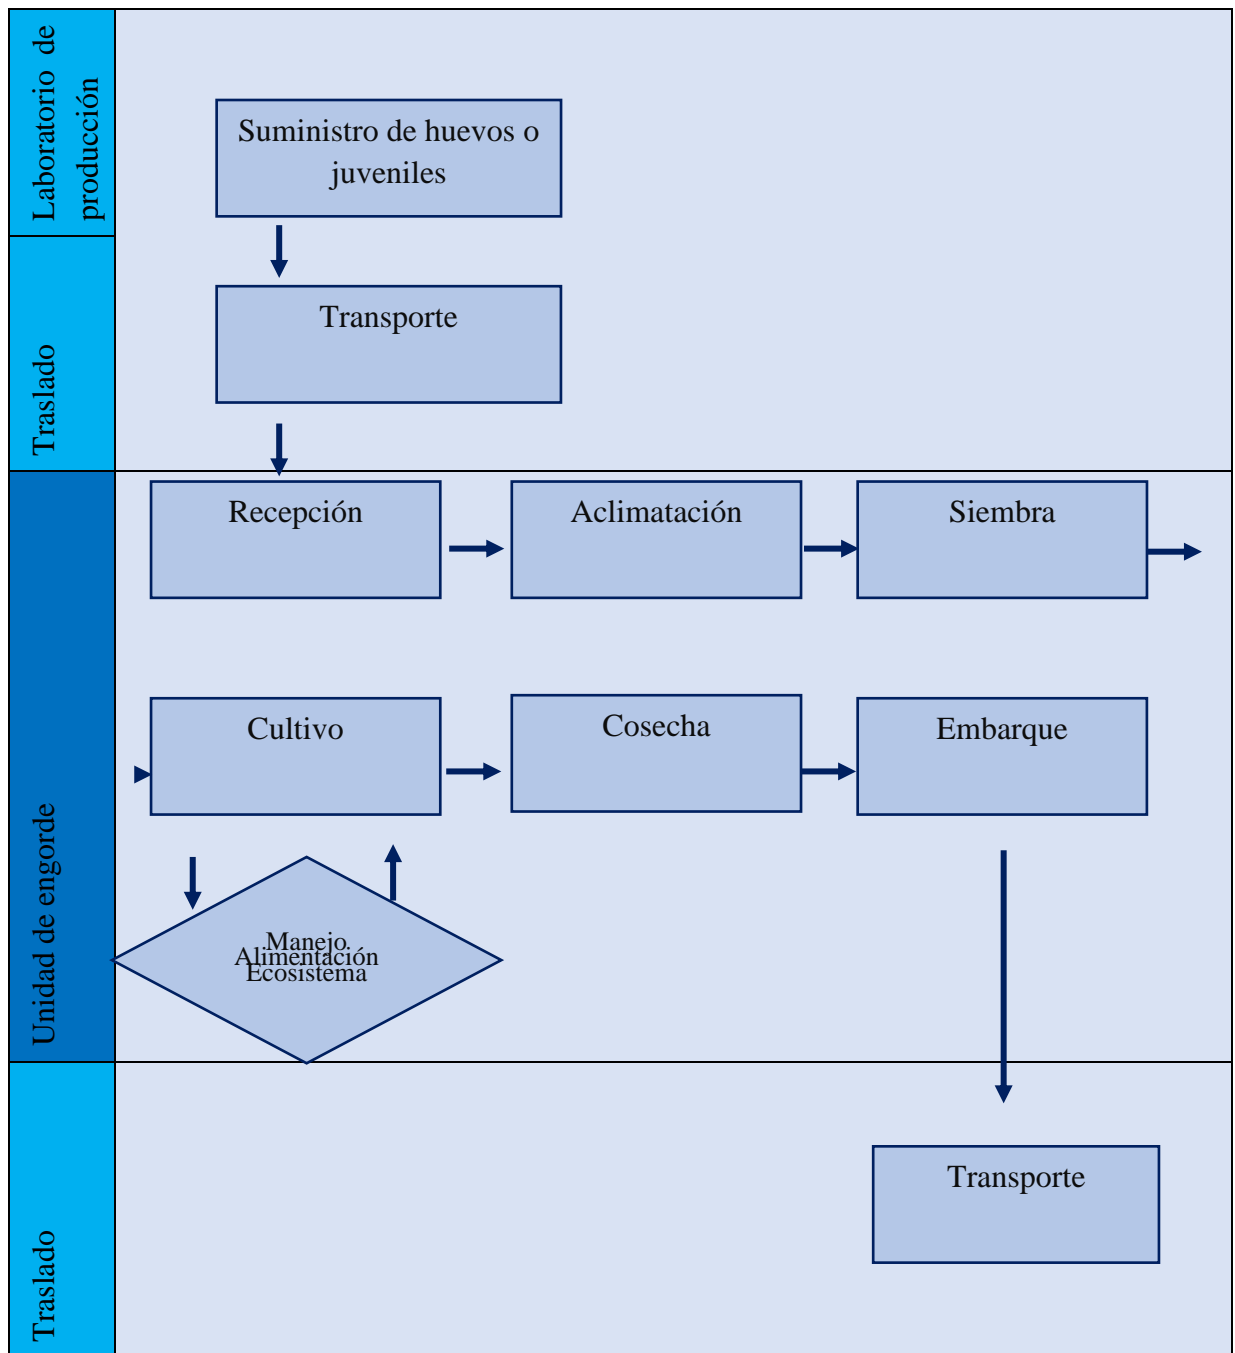 Laboratorio de
producción
Suministro de huevos o
juveniles
Traslado
Transporte
Unidad de engorde
Recepción
Aclimatación
Siembra
Cultivo
Cosecha
Embarque
Manejo
Alimentación
Ecosistema
Traslado
Transporte